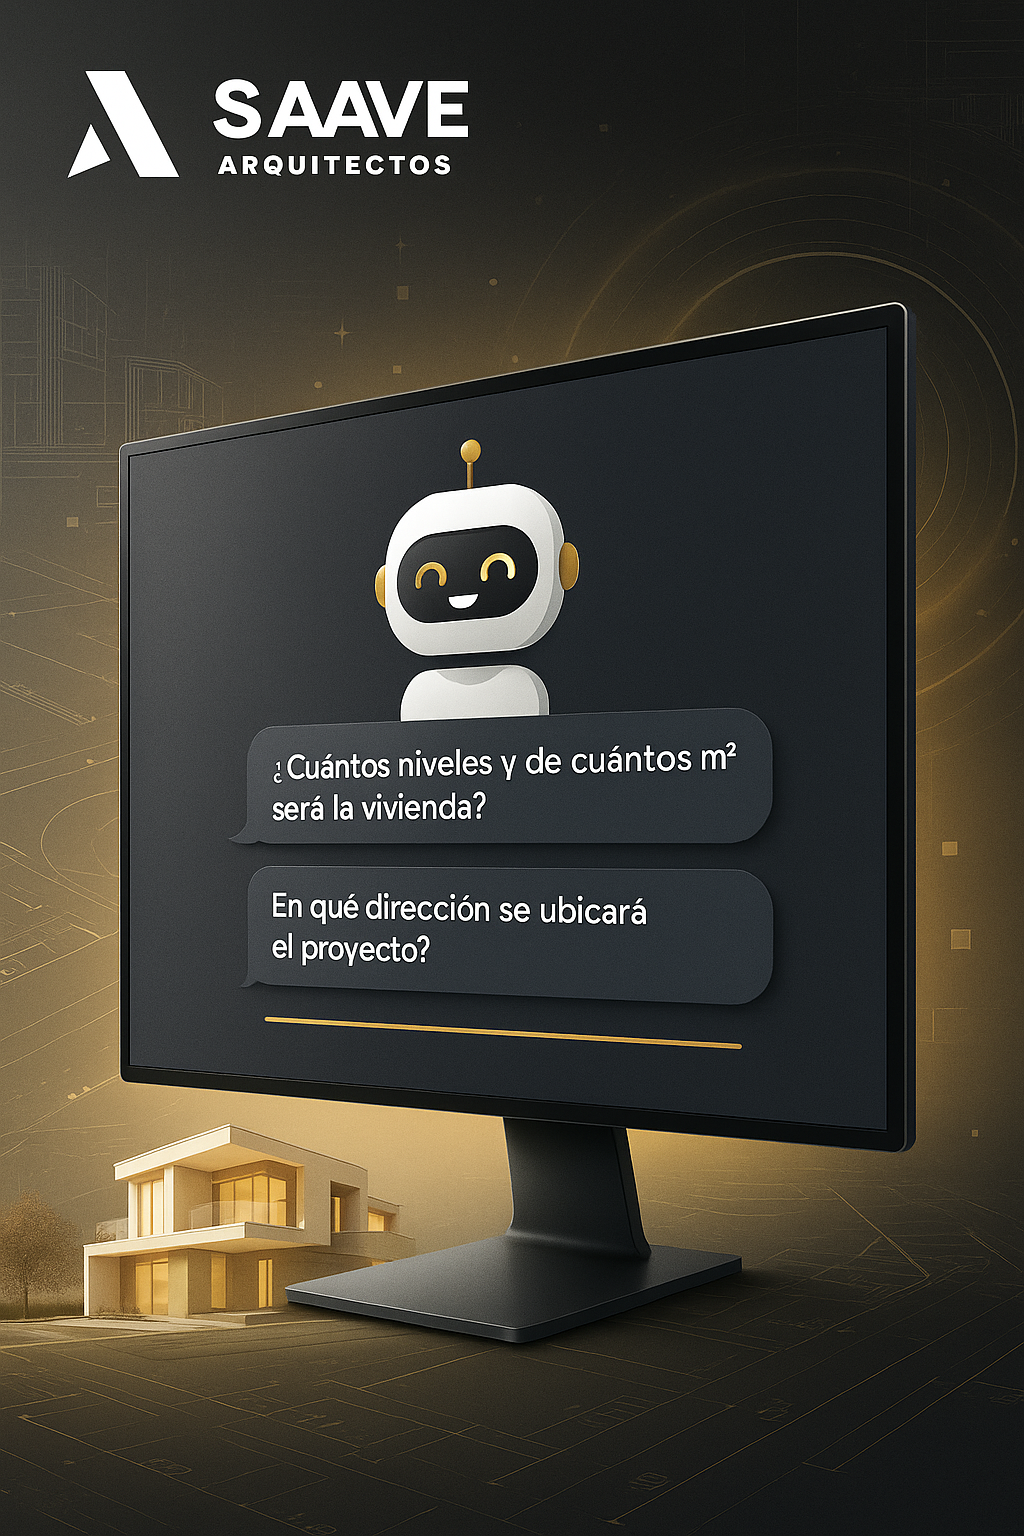 SAAVE
ARQUITECTOS
¿Cuántos niveles y de cuántos m²
será la vivienda?
En qué dirección se ubicará
el proyecto?